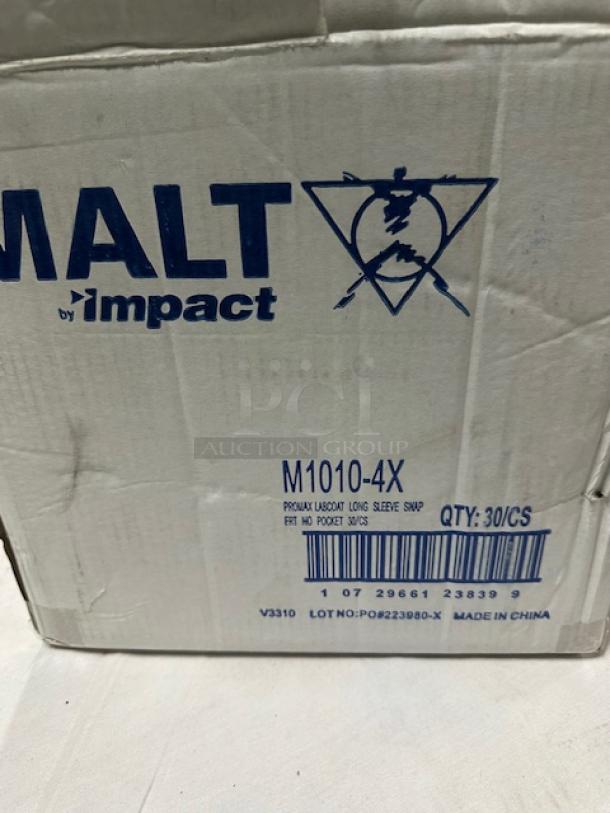 MALT
by Impact
PCI
AUCTION GROUP
M1010-4X
PROMAX LABCOAT LONG SLEEVE SNAP
FRT NO POCKET 30/CS
QTY: 30/CS
1 07 29661 23839 9
V3310 LOT NO:PO#223980-X MADE IN CHINA